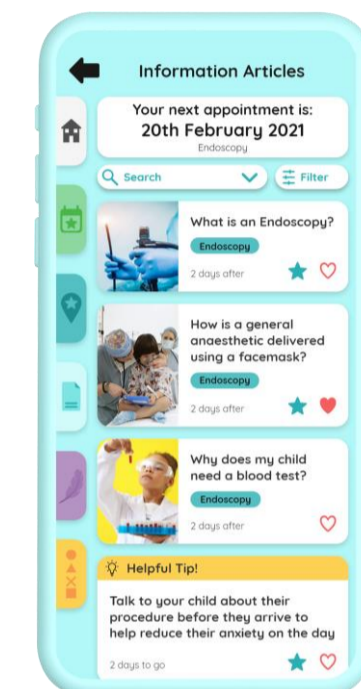 Information Articles
Your next appointment is:
20th February 2021
Endoscopy
Search
Filter
What is an Endoscopy?
Endoscopy
2 days after
How is a general
anaesthetic delivered
using a facemask?
Endoscopy
2 days after
Why does my child
need a blood test?
Endoscopy
2 days after
Helpful Tip!
Talk to your child about their
procedure before they arrive to
help reduce their anxiety on the day
2 days to go